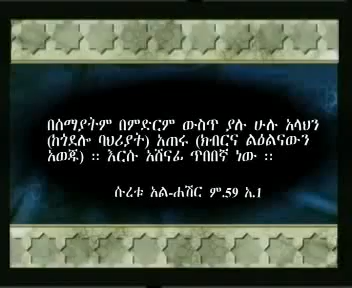 በሰማያትም በምድርም ውስጥ ያሉ ሁሉ አላህን
(ከጎደሎ ባህሪያት) አጠሩ (ክብርና ልዕልናውን
አወጁ) ፡፡ እርሱ አሸናፊ ጥበበኛ ነው ፡፡
ሱረቱ አል-ሐሽር ም.59 አ.1